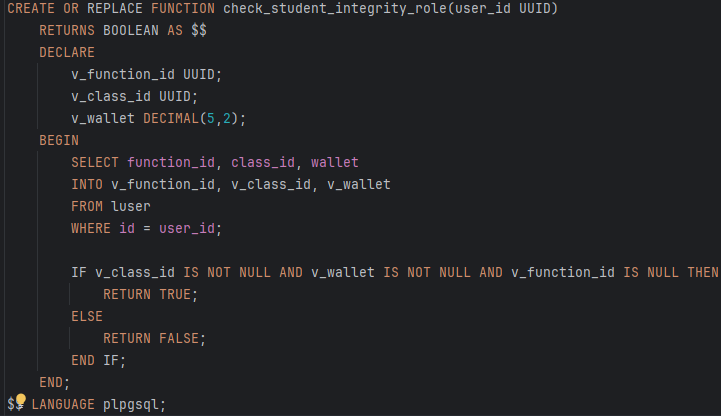 CREATE OR REPLACE FUNCTION check_student_integrity_role(user_id UUID)
    RETURNS BOOLEAN AS $$
    DECLARE
        v_function_id UUID;
        v_class_id UUID;
        v_wallet DECIMAL(5,2);
    BEGIN
        SELECT function_id, class_id, wallet
        INTO v_function_id, v_class_id, v_wallet
        FROM luser
        WHERE id = user_id;

        IF v_class_id IS NOT NULL AND v_wallet IS NOT NULL AND v_function_id IS NULL THEN
            RETURN TRUE;
        ELSE
            RETURN FALSE;
        END IF;
    END;
$$ LANGUAGE plpgsql;